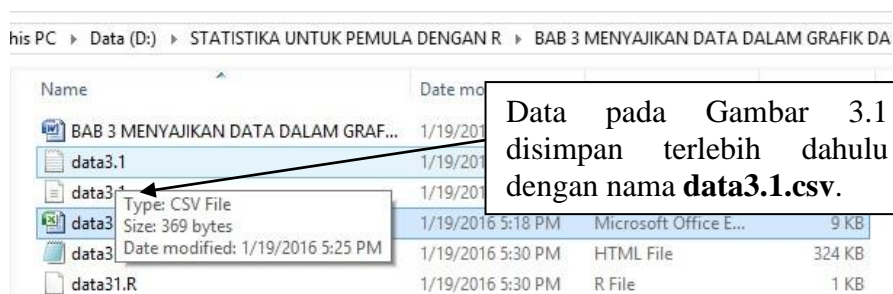 his PC ▸ Data (D:) ▸ STATISTIKA UNTUK PEMULA DENGAN R ▸ BAB 3 MENYAJIKAN DATA DALAM GRAFIK DA
Name Date mo
BAB 3 MENYAJIKAN DATA DALAM GRAF... 1/19/201
data3.1 1/19/201
data3.1 1/19/201
data3 1/19/2016 5:18 PM Microsoft Office E... 9 KB
data3 1/19/2016 5:30 PM HTML File 324 KB
data31.R 1/19/2016 5:30 PM R File 1 KB
Type: CSV File
Size: 369 bytes
Date modified: 1/19/2016 5:25 PM
Data pada Gambar 3.1
disimpan terlebih dahulu
dengan nama data3.1.csv.